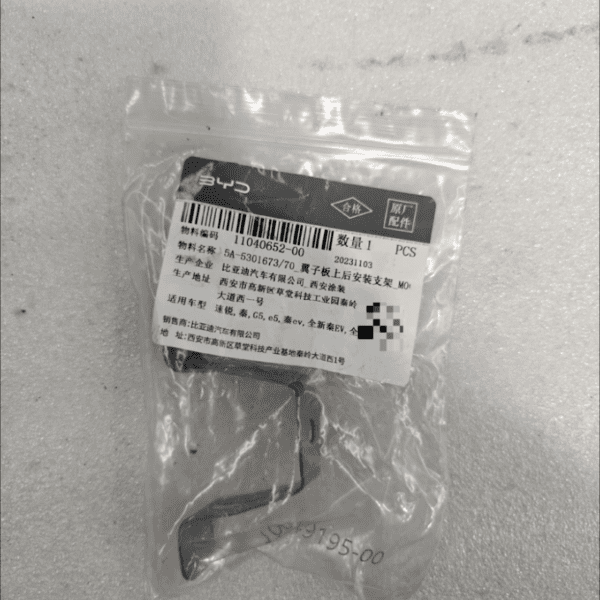 BYD
合格
原厂
配件
物料编码 11040652-00 数量 1 PCS
20231103
物料名称 5A-5301673/70_翼子板上后安装支架_MO
生产企业 比亚迪汽车有限公司_西安涂装
生产地址 西安市高新区草堂科技工业园秦岭
大道西一号
适用车型 速锐,秦,G5,e5,秦ev,全新秦EV,全
销售商:比亚迪汽车有限公司
地 址:西安市高新区草堂科技产业基地秦岭大道西1号